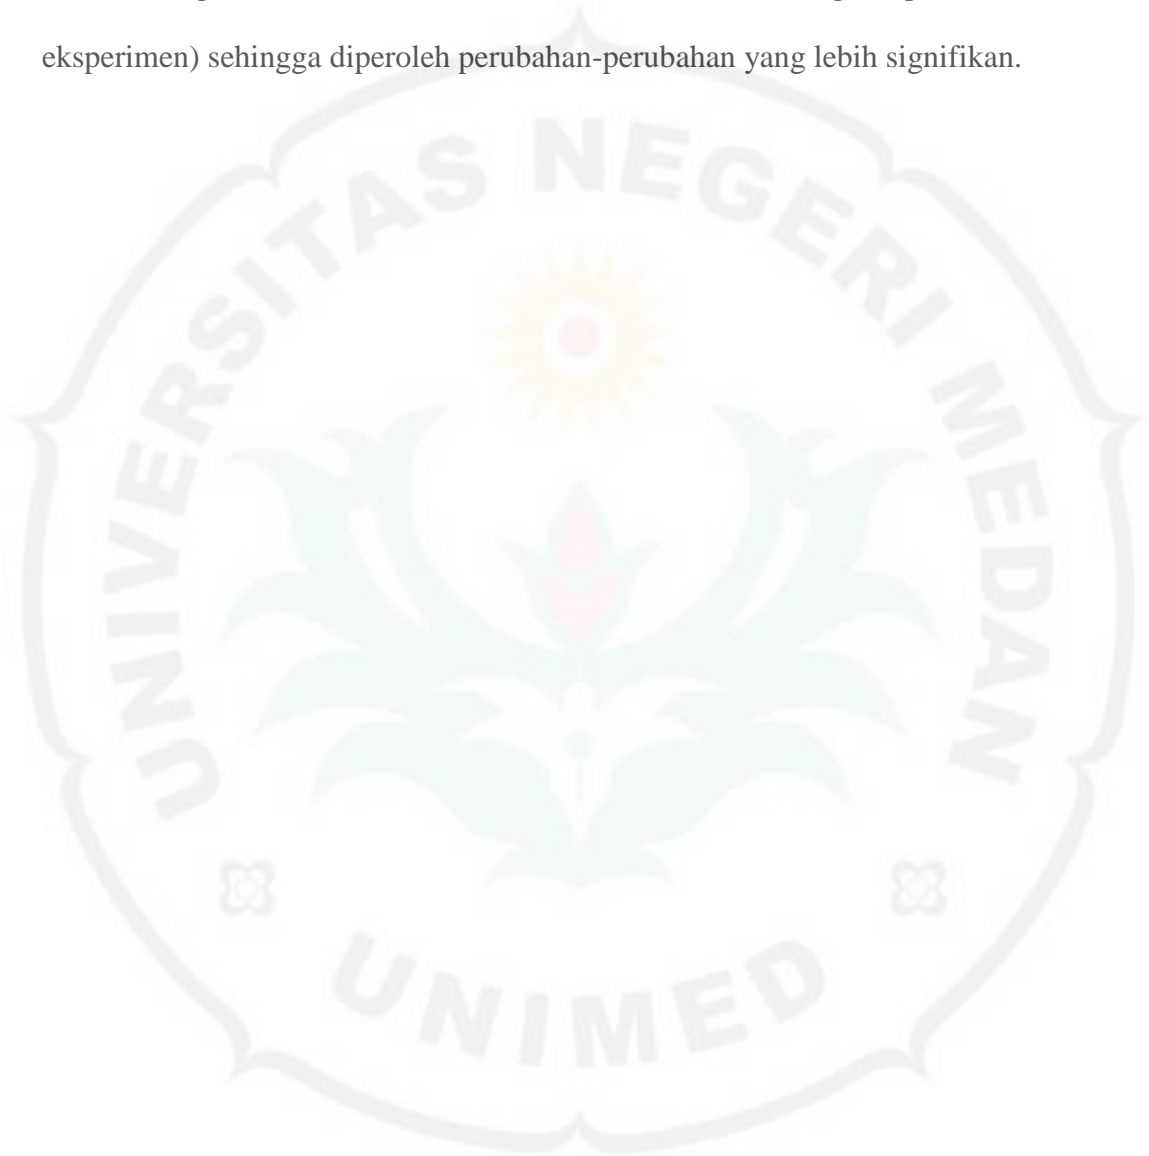 eksperimen) sehingga diperoleh perubahan-perubahan yang lebih signifikan.
UNIVERSITAS NEGERI MEDAN
UNIMED